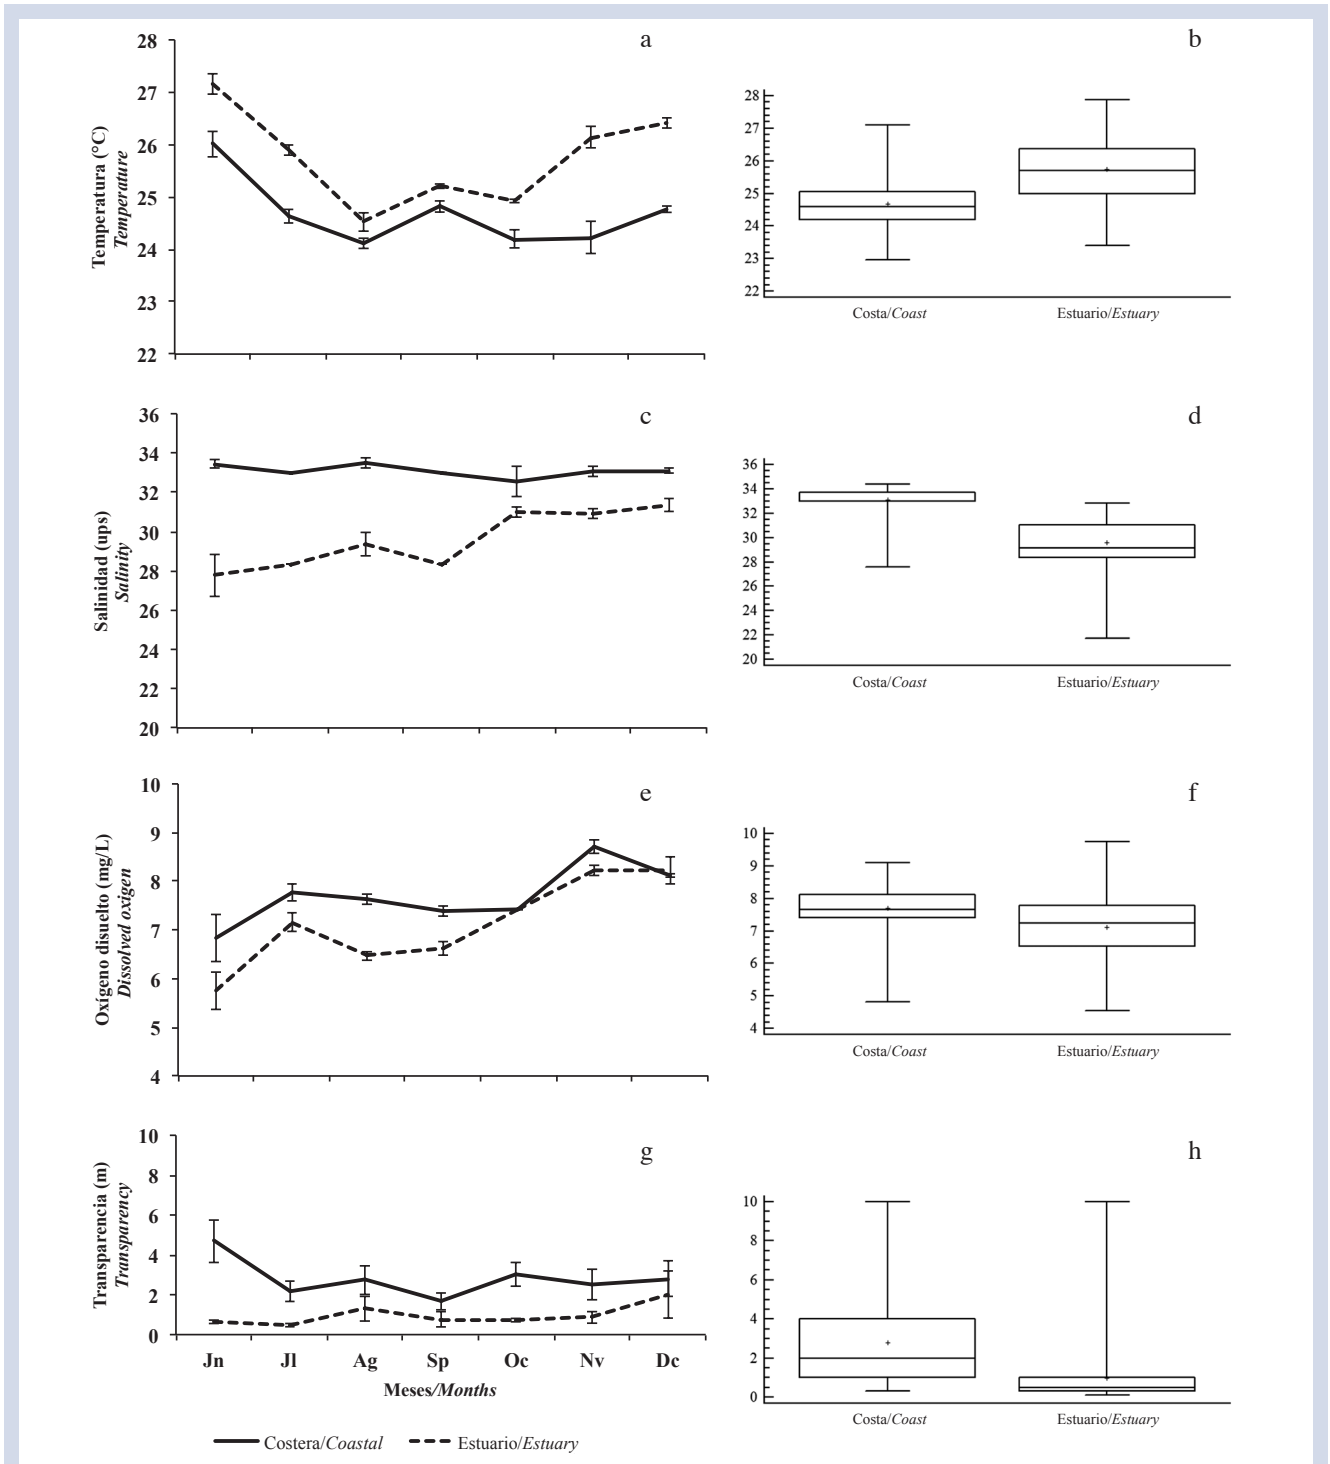 a
28
27
26
25
24
23
22
Temperatura (°C)
Temperature
b
28
27
26
25
24
23
22
Costa/Coast
Estuario/Estuary
c
36
34
32
30
28
26
24
22
20
Salinidad (ups)
Salinity
d
36
34
32
30
28
26
24
22
20
Costa/Coast
Estuario/Estuary
e
10
9
8
7
6
5
4
Oxígeno disuelto (mg/L)
Dissolved oxigen
f
10
9
8
7
6
5
4
Costa/Coast
Estuario/Estuary
g
10
8
6
4
2
0
Transparencia (m)
Transparency
Jn Jl Ag Sp Oc Nv Dc
Meses/Months
h
10
8
6
4
2
0
Costa/Coast
Estuario/Estuary
Costera/Coastal
Estuario/Estuary